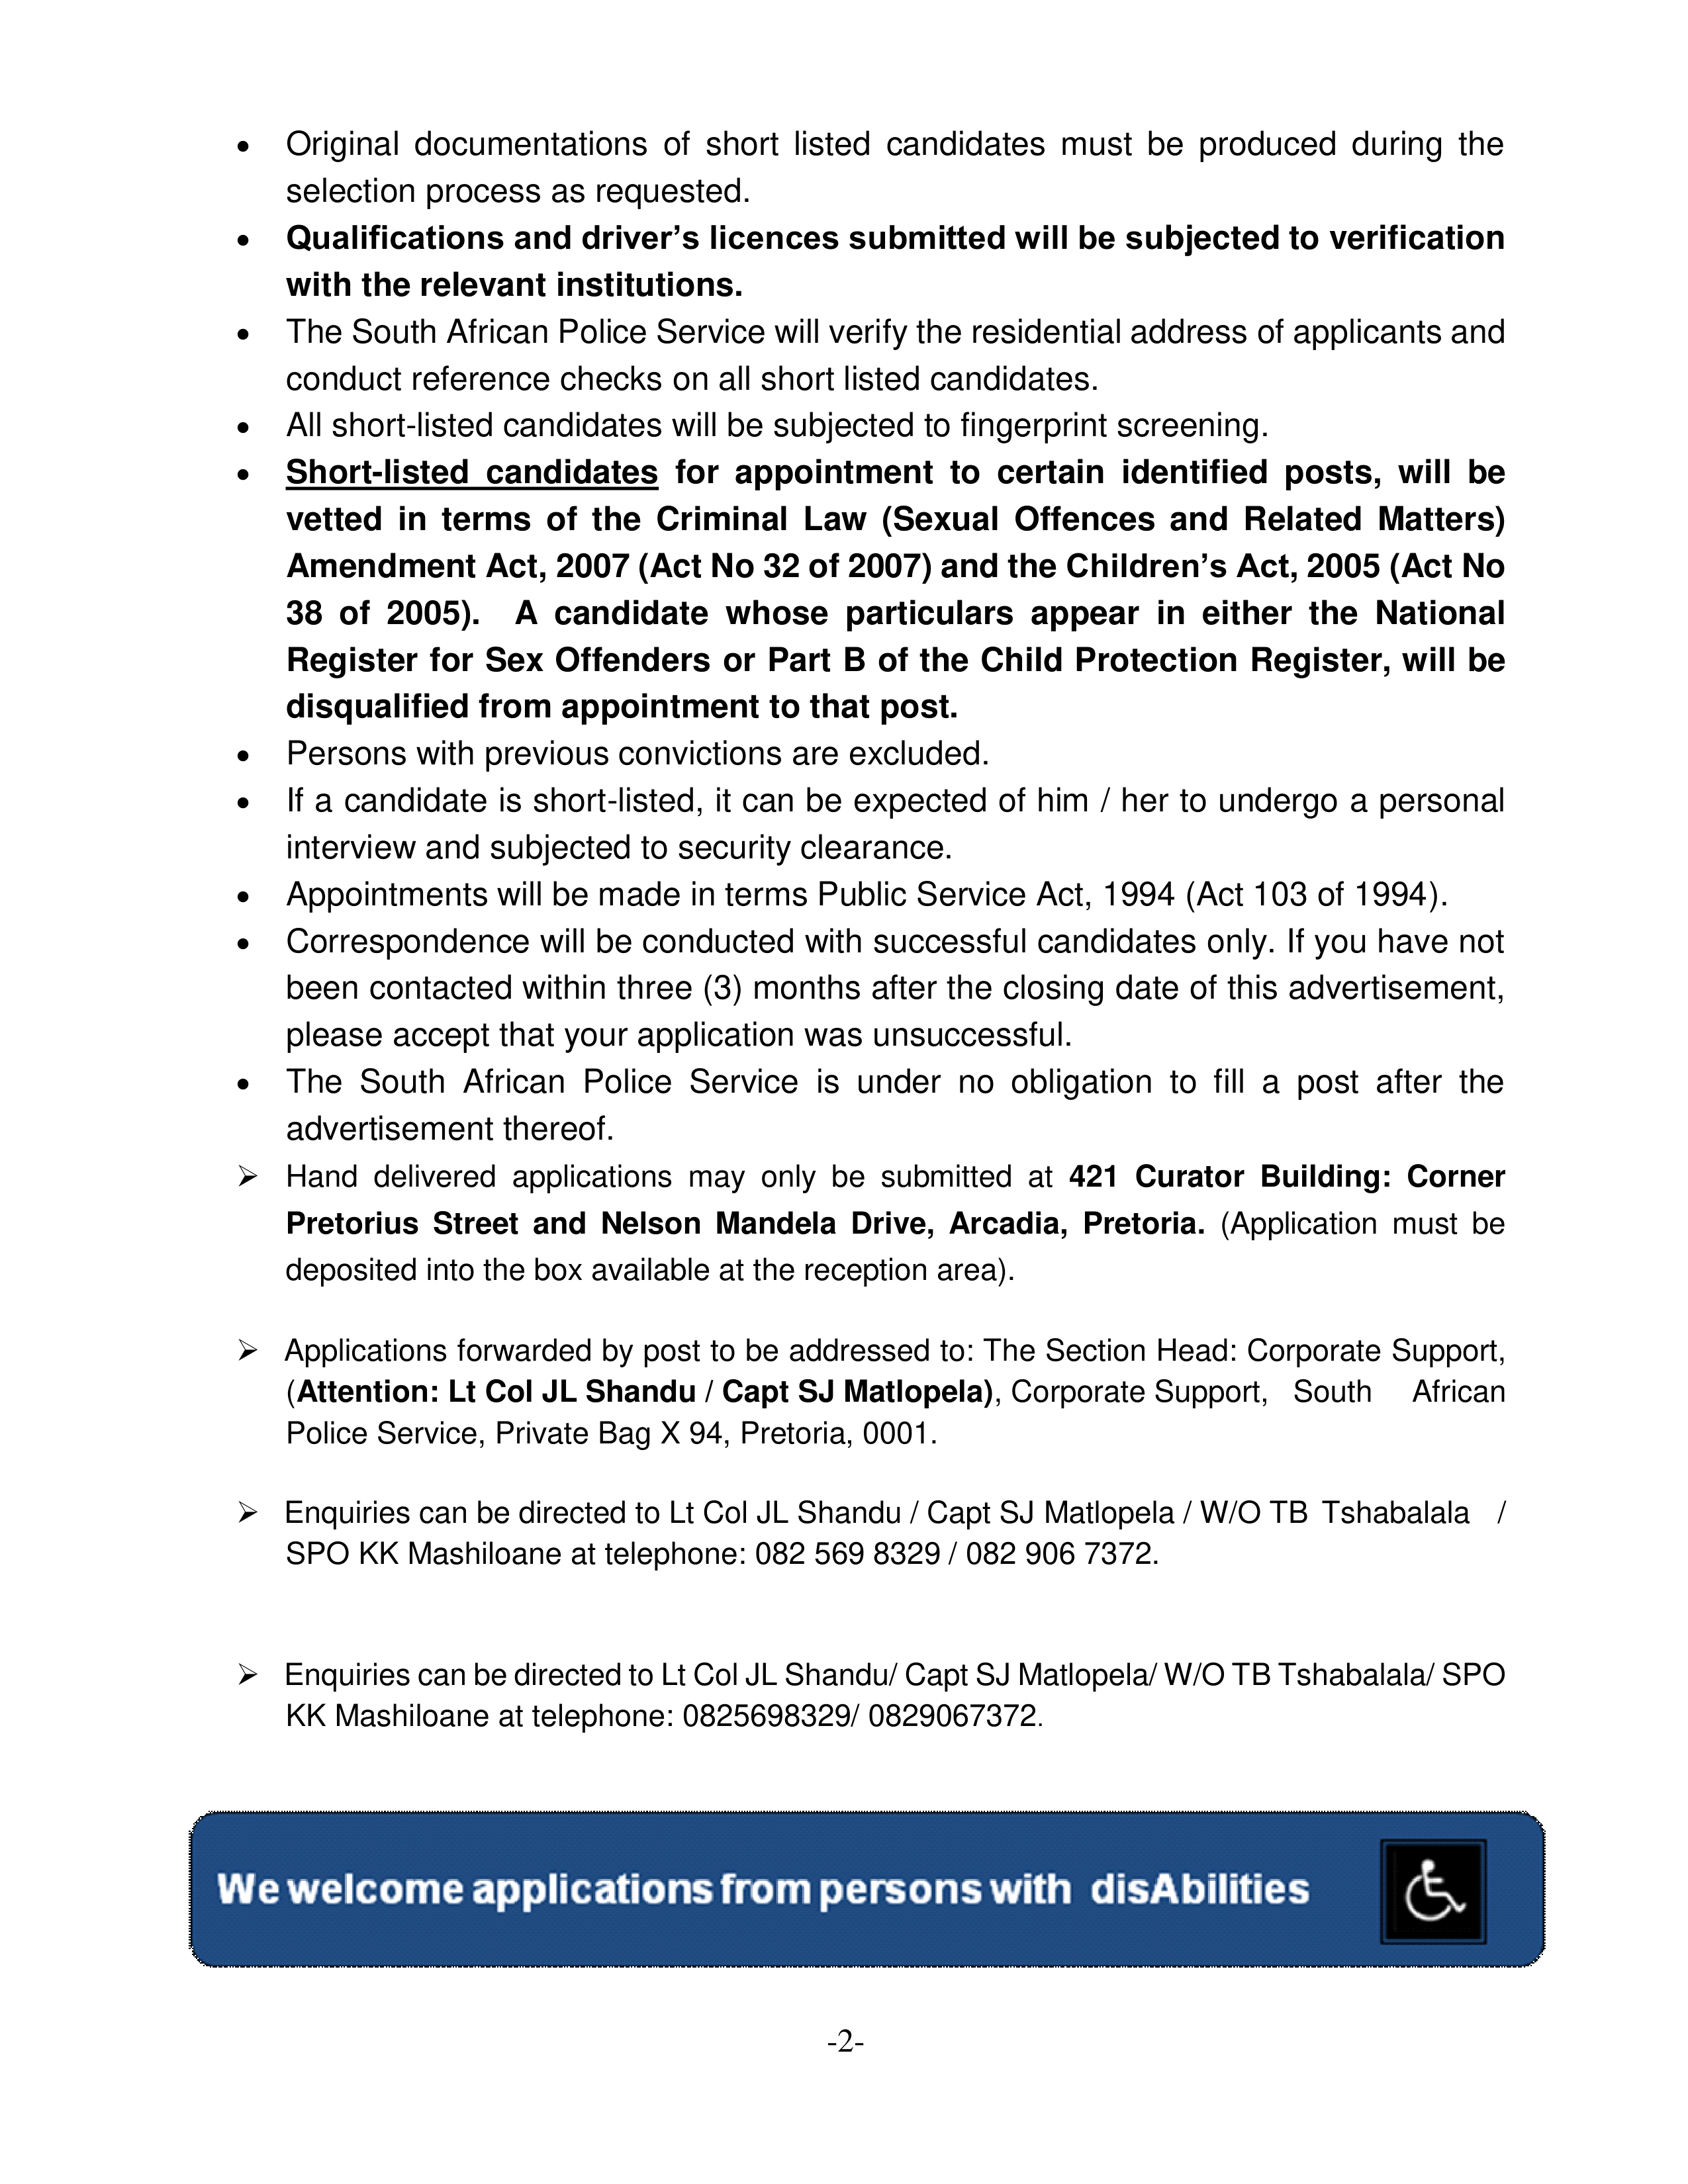 • Original documentations of short listed candidates must be produced during the
selection process as requested.
• Qualifications and driver’s licences submitted will be subjected to verification
with the relevant institutions.
• The South African Police Service will verify the residential address of applicants and
conduct reference checks on all short listed candidates.
• All short-listed candidates will be subjected to fingerprint screening.
• Short-listed candidates for appointment to certain identified posts, will be
vetted in terms of the Criminal Law (Sexual Offences and Related Matters)
Amendment Act, 2007 (Act No 32 of 2007) and the Children’s Act, 2005 (Act No
38 of 2005). A candidate whose particulars appear in either the National
Register for Sex Offenders or Part B of the Child Protection Register, will be
disqualified from appointment to that post.
• Persons with previous convictions are excluded.
• If a candidate is short-listed, it can be expected of him / her to undergo a personal
interview and subjected to security clearance.
• Appointments will be made in terms Public Service Act, 1994 (Act 103 of 1994).
• Correspondence will be conducted with successful candidates only. If you have not
been contacted within three (3) months after the closing date of this advertisement,
please accept that your application was unsuccessful.
• The South African Police Service is under no obligation to fill a post after the
advertisement thereof.
➢ Hand delivered applications may only be submitted at 421 Curator Building: Corner
Pretorius Street and Nelson Mandela Drive, Arcadia, Pretoria. (Application must be
deposited into the box available at the reception area).
➢ Applications forwarded by post to be addressed to: The Section Head: Corporate Support,
(Attention: Lt Col JL Shandu / Capt SJ Matlopela), Corporate Support, South African
Police Service, Private Bag X 94, Pretoria, 0001.
➢ Enquiries can be directed to Lt Col JL Shandu / Capt SJ Matlopela / W/O TB Tshabalala /
SPO KK Mashiloane at telephone: 082 569 8329 / 082 906 7372.
➢ Enquiries can be directed to Lt Col JL Shandu/ Capt SJ Matlopela/ W/O TB Tshabalala/ SPO
KK Mashiloane at telephone: 0825698329/ 0829067372.
We welcome applications from persons with disAbilities
-2-